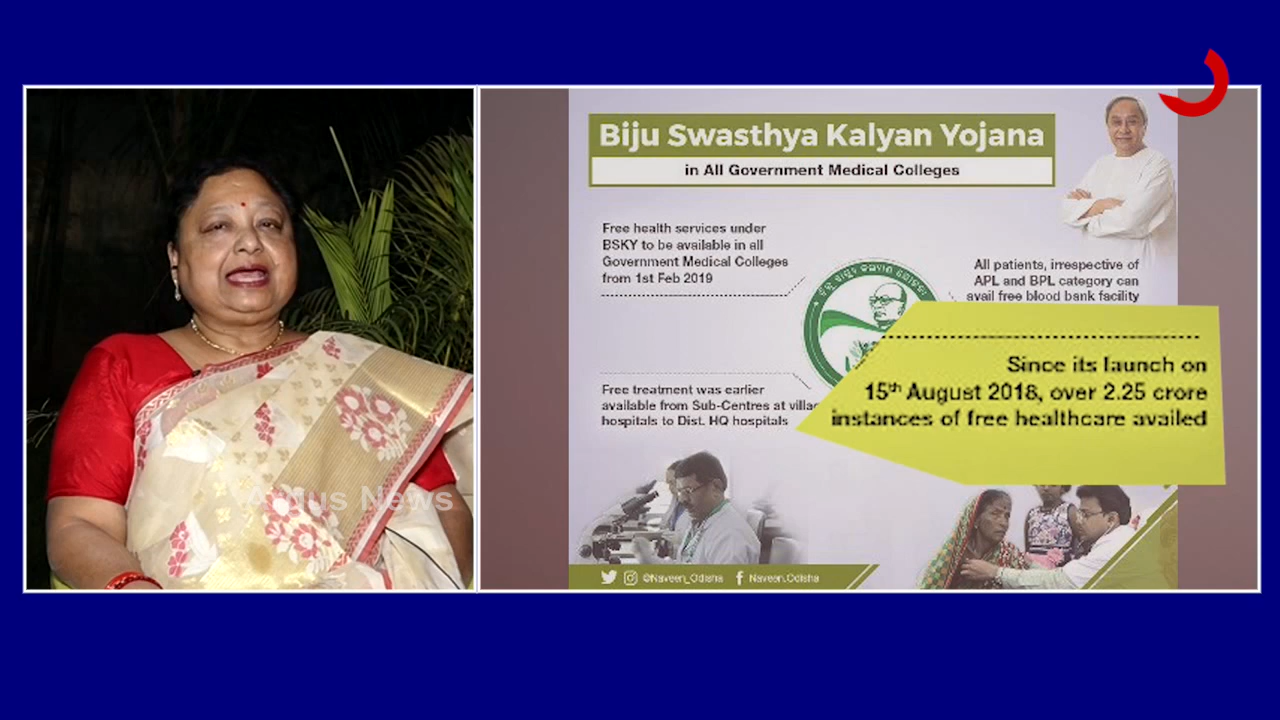 Argus News
Biju Swasthya Kalyan Yojana
in All Government Medical Colleges
Free health services under
BSKY to be available in all
Government Medical Colleges
from 1st Feb 2019
All patients, irrespective of
APL and BPL category can
avail free blood bank facility
Since its launch on
15th August 2018, over 2.25 crore
instances of free healthcare availed
Free treatment was earlier
available from Sub-Centres at
hospitals to Dist. HQ hospitals
@Naveen_Odisha
Naveen.Odisha